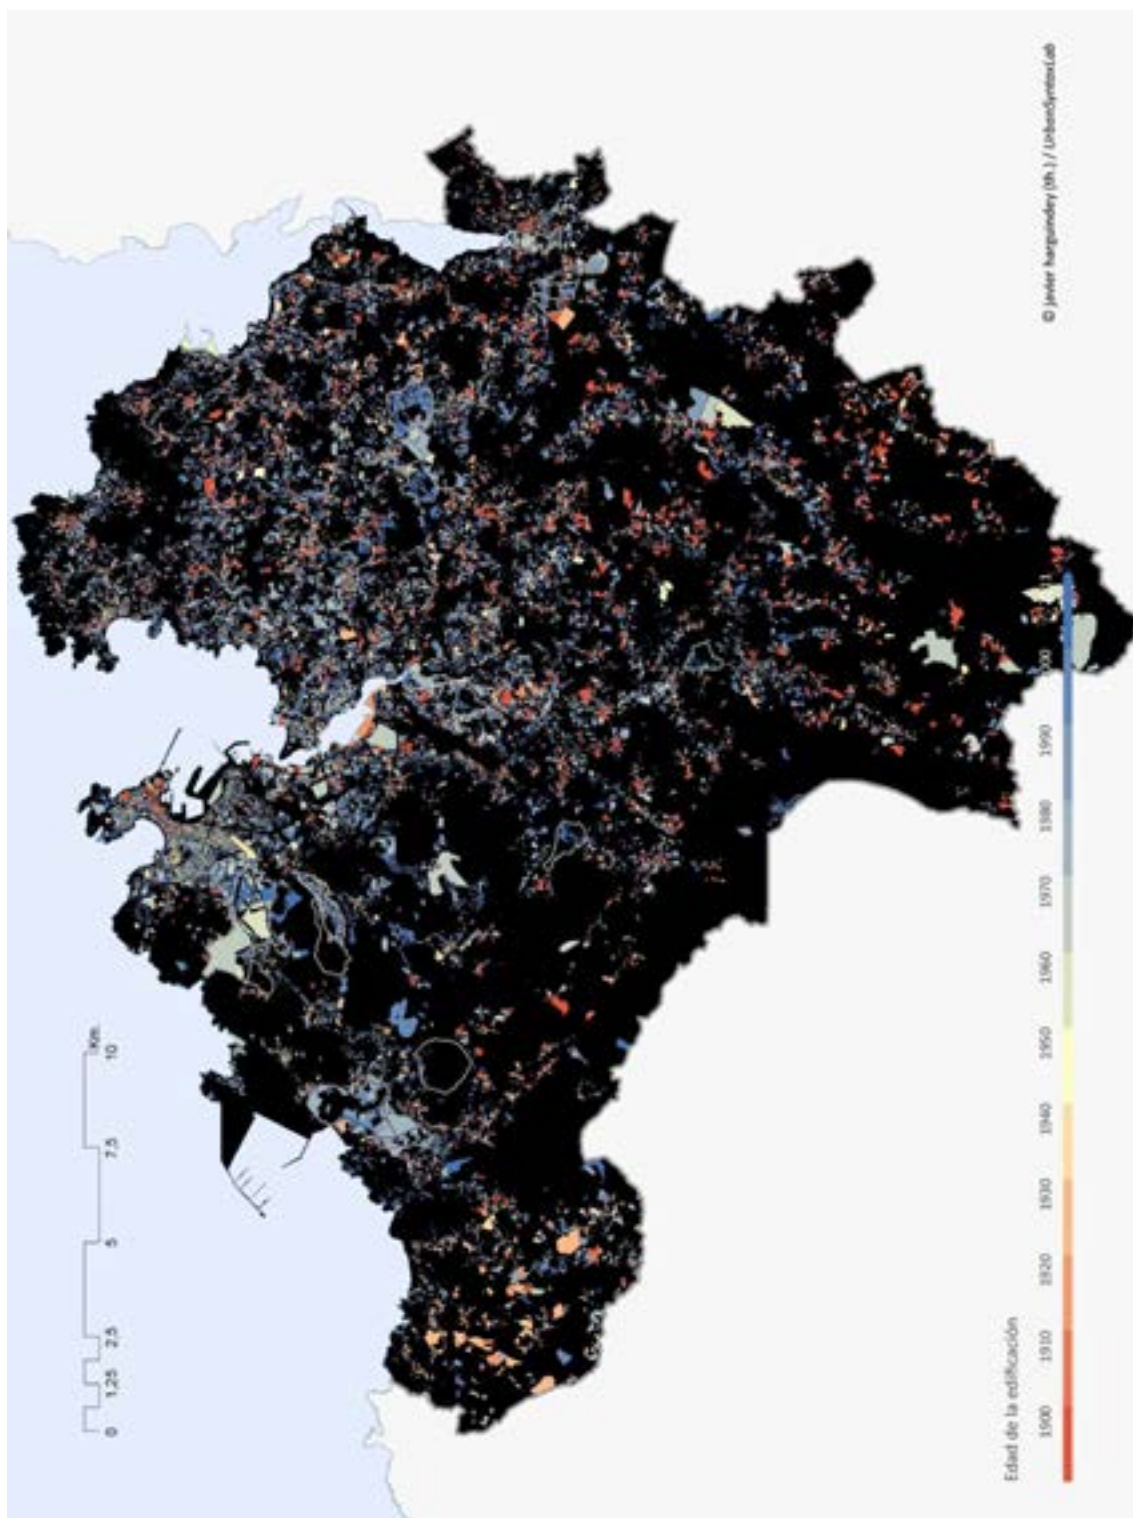 0 1,25 2,5 5 7,5 10
Km.
Edad de la edificación
1900 1910 1920 1930 1940 1950 1960 1970 1980 1990
© javier hargundey (th.) / UrbanSyntaxLab